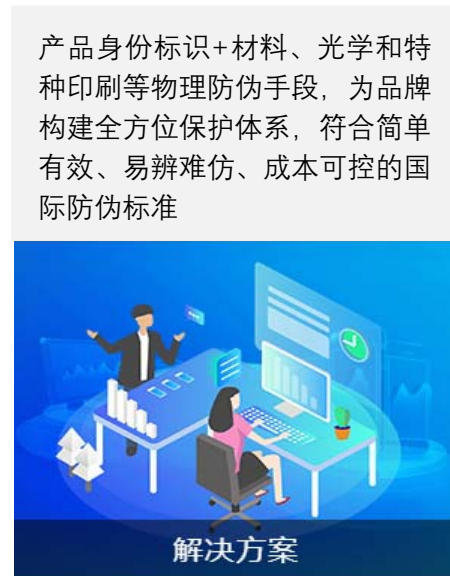 产品身份标识+材料、光学和特
种印刷等物理防伪手段，为品牌
构建全方位保护体系，符合简单
有效、易辨难仿、成本可控的国
际防伪标准
解决方案